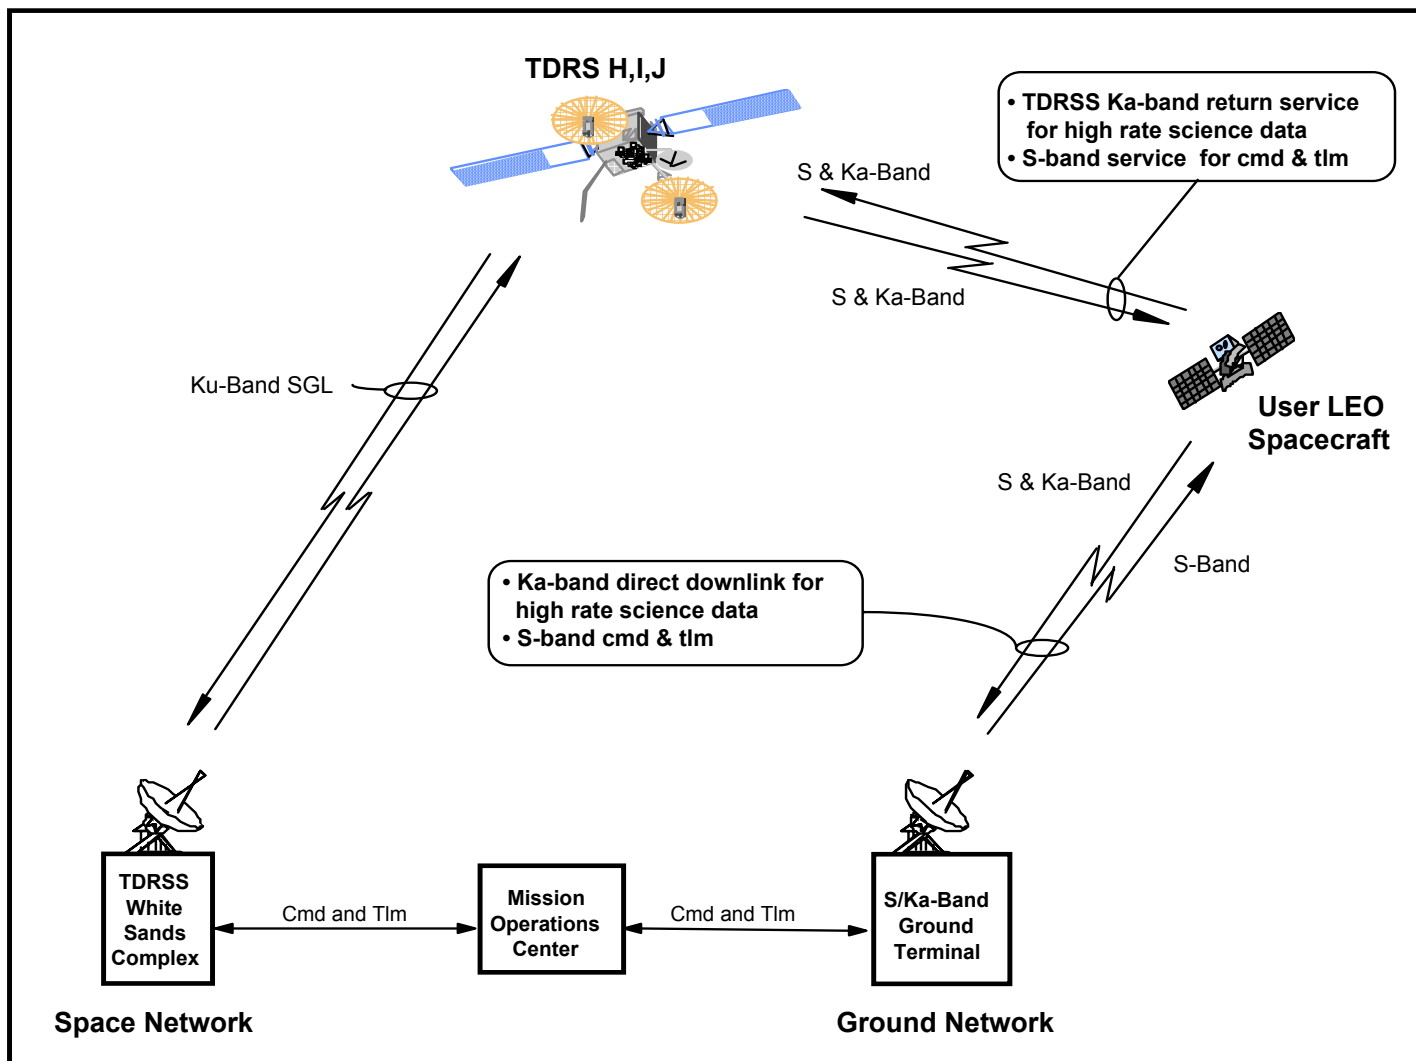 TDRS H,I,J
• TDRSS Ka-band return service
for high rate science data
• S-band service for cmd & tlm
S & Ka-Band
S & Ka-Band
Ku-Band SGL
User LEO
Spacecraft
S & Ka-Band
S-Band
• Ka-band direct downlink for
high rate science data
• S-band cmd & tlm
TDRSS
White
Sands
Complex
Cmd and Tlm
Mission
Operations
Center
Cmd and Tlm
S/Ka-Band
Ground
Terminal
Space Network
Ground Network